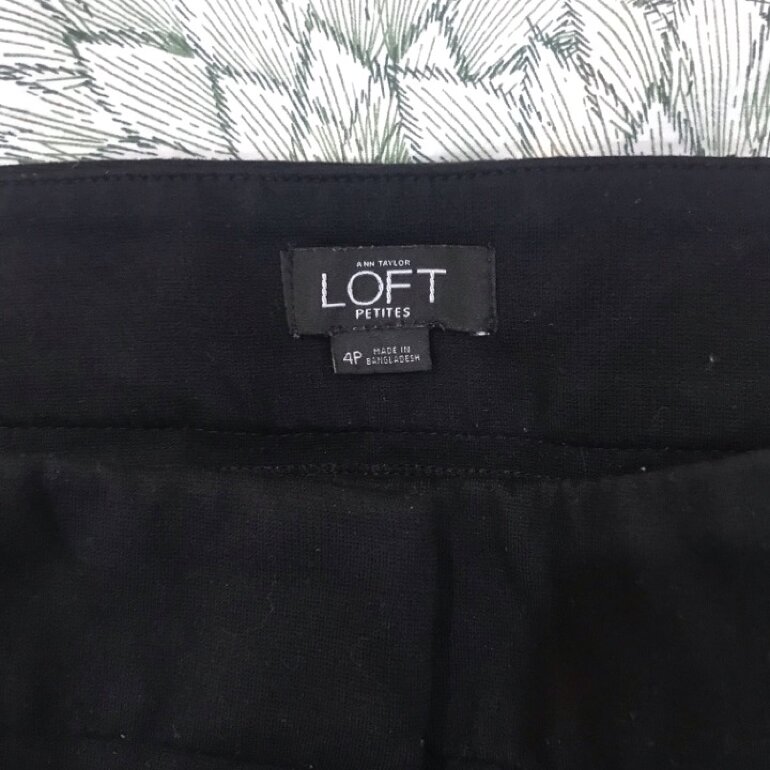 ANN TAYLOR
LOFT
PETITES
4P MADE IN
BANGLADESH